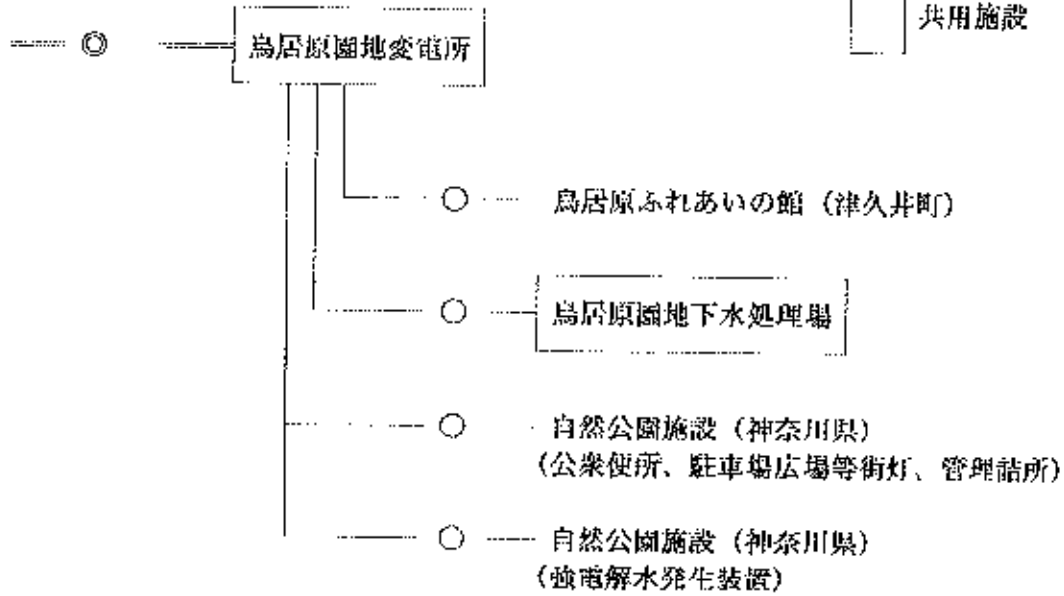 共用施設
鳥居原園地変電所
鳥居原ふれあいの館（津久井町）
鳥居原園地下水処理場
自然公園施設（神奈川県）
（公衆便所、駐車場広場等街灯、管理詰所）
自然公園施設（神奈川県）
（強電解水発生装置）